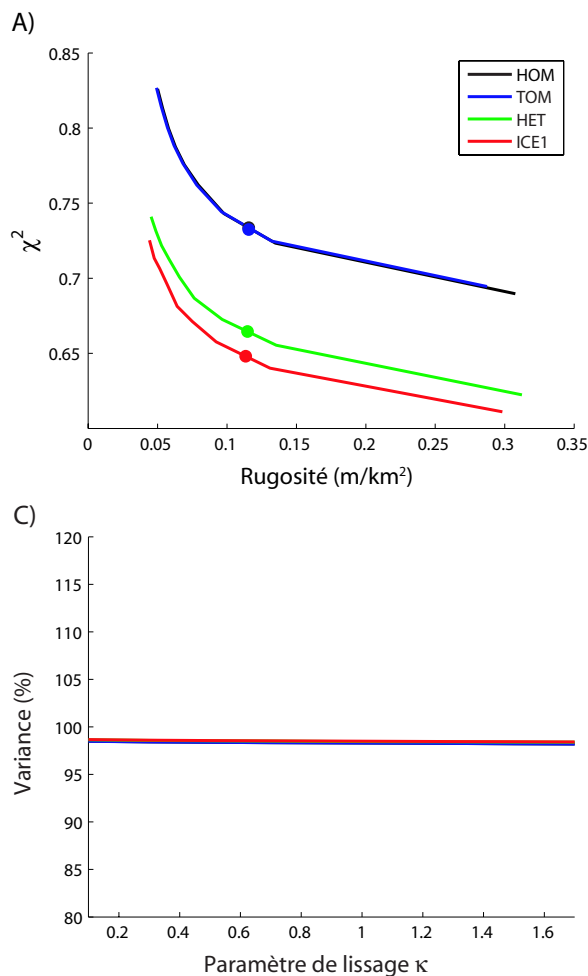 A)
0.85
0.8
0.75
0.7
0.65
χ²
HOM
TOM
HET
ICE1
0 0.05 0.1 0.15 0.2 0.25 0.3 0.35
Rugosité (m/km²)
C)
120
115
110
105
100
95
90
85
80
Variance (%)
0.2 0.4 0.6 0.8 1 1.2 1.4 1.6
Paramètre de lissage κ